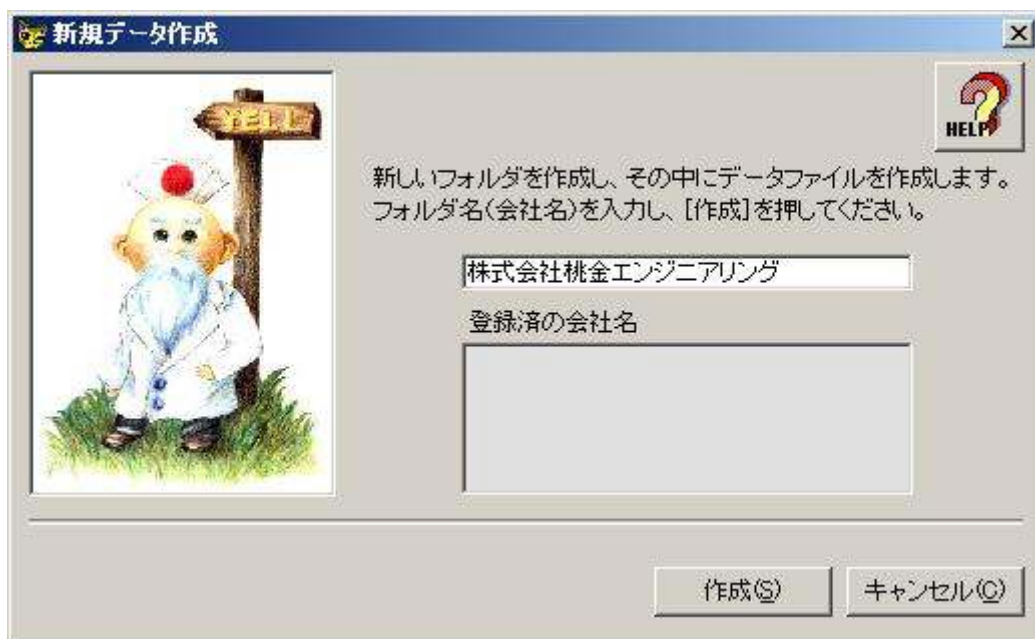 新規データ作成
YELL
HELP
新しいフォルダを作成し、その中にデータファイルを作成します。
フォルダ名(会社名)を入力し、[作成]を押してください。
株式会社桃金エンジニアリング
登録済の会社名
作成(S)
キャンセル(C)